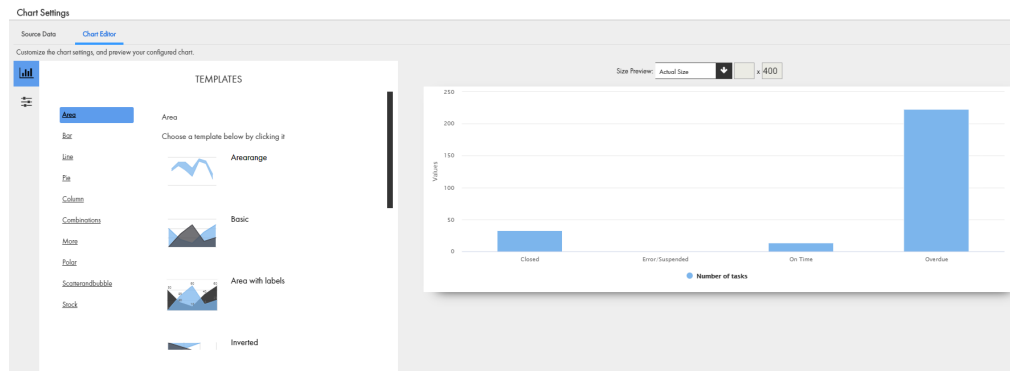 Chart Settings
Source Data
Chart Editor
Customize the chart settings, and preview your configured chart.
TEMPLATES
Area
Bar
Line
Pie
Column
Combinations
More
Polar
Scatterandbubble
Stock
Area
Choose a template below by clicking it
Arearange
Basic
Area with labels
Inverted
Size Preview: Actual Size x 400
250
200
150
100
50
0
Values
Closed Error/Suspended On Time Overdue
Number of tasks